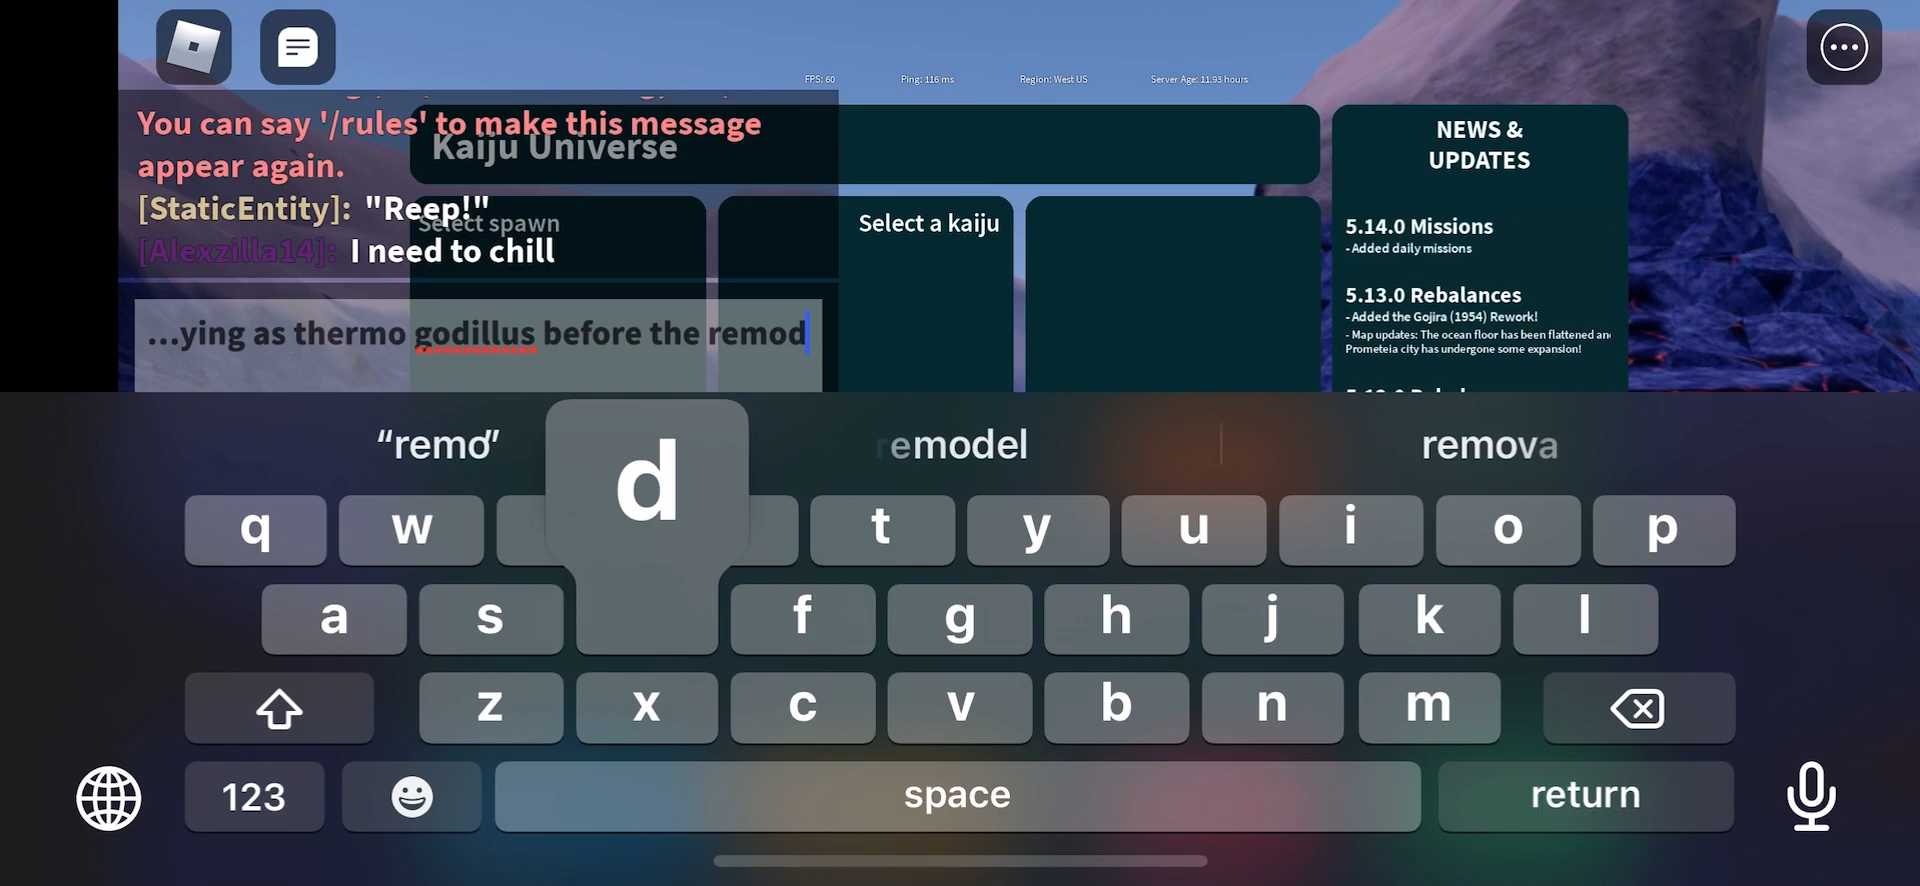 FPS: 60 Ping: 116 ms Region: West US Server Age: 11.93 hours
You can say '/rules' to make this message
appear again.
[StaticEntity]: "Reep!"
[Alexzilla14]: I need to chill
...ying as thermo godillus before the remod
Kaiju Universe
Select spawn
Select a kaiju
NEWS &
UPDATES
5.14.0 Missions
- Added daily missions
5.13.0 Rebalances
- Added the Gojira (1954) Rework!
- Map updates: The ocean floor has been flattened and
Prometeia city has undergone some expansion!
“remo” remodel remova
d
q w t y u i o p
a s f g h j k l
z x c v b n m
123 space return